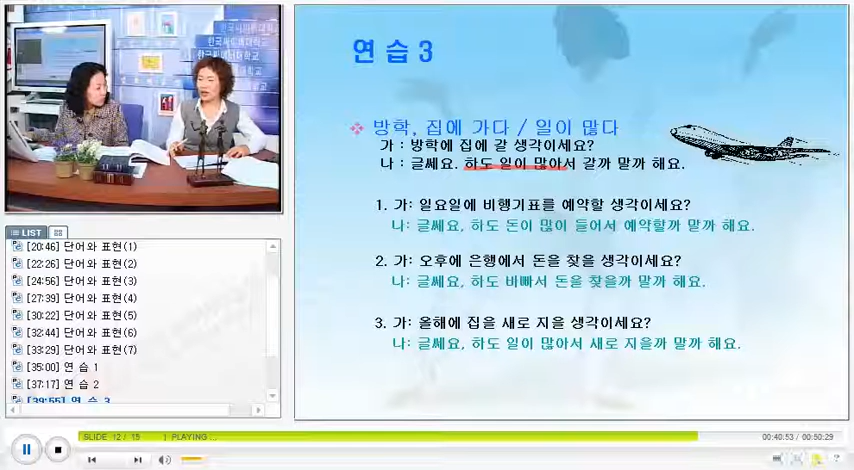 한국싸이버대학교
연 습 3
방학, 집에 가다 / 일이 많다
가 : 방학에 집에 갈 생각이세요?
나 : 글쎄요. 하도 일이 많아서 갈까 말까 해요.
1. 가: 일요일에 비행기표를 예약할 생각이세요?
나: 글쎄요, 하도 돈이 많이 들어서 예약할까 말까 해요.
2. 가: 오후에 은행에서 돈을 찾을 생각이세요?
나: 글쎄요, 하도 바빠서 돈을 찾을까 말까 해요.
3. 가: 올해에 집을 새로 지을 생각이세요?
나: 글쎄요, 하도 일이 많아서 새로 지을까 말까 해요.
LIST
[20:46] 단어와 표현(1)
[22:26] 단어와 표현(2)
[24:56] 단어와 표현(3)
[27:39] 단어와 표현(4)
[30:22] 단어와 표현(5)
[32:44] 단어와 표현(6)
[33:29] 단어와 표현(7)
[35:00] 연 습 1
[37:17] 연 습 2
[39:55] 연 습 3
SLIDE 12 / 15 | PLAYING ...
00:40:53 / 00:50:29